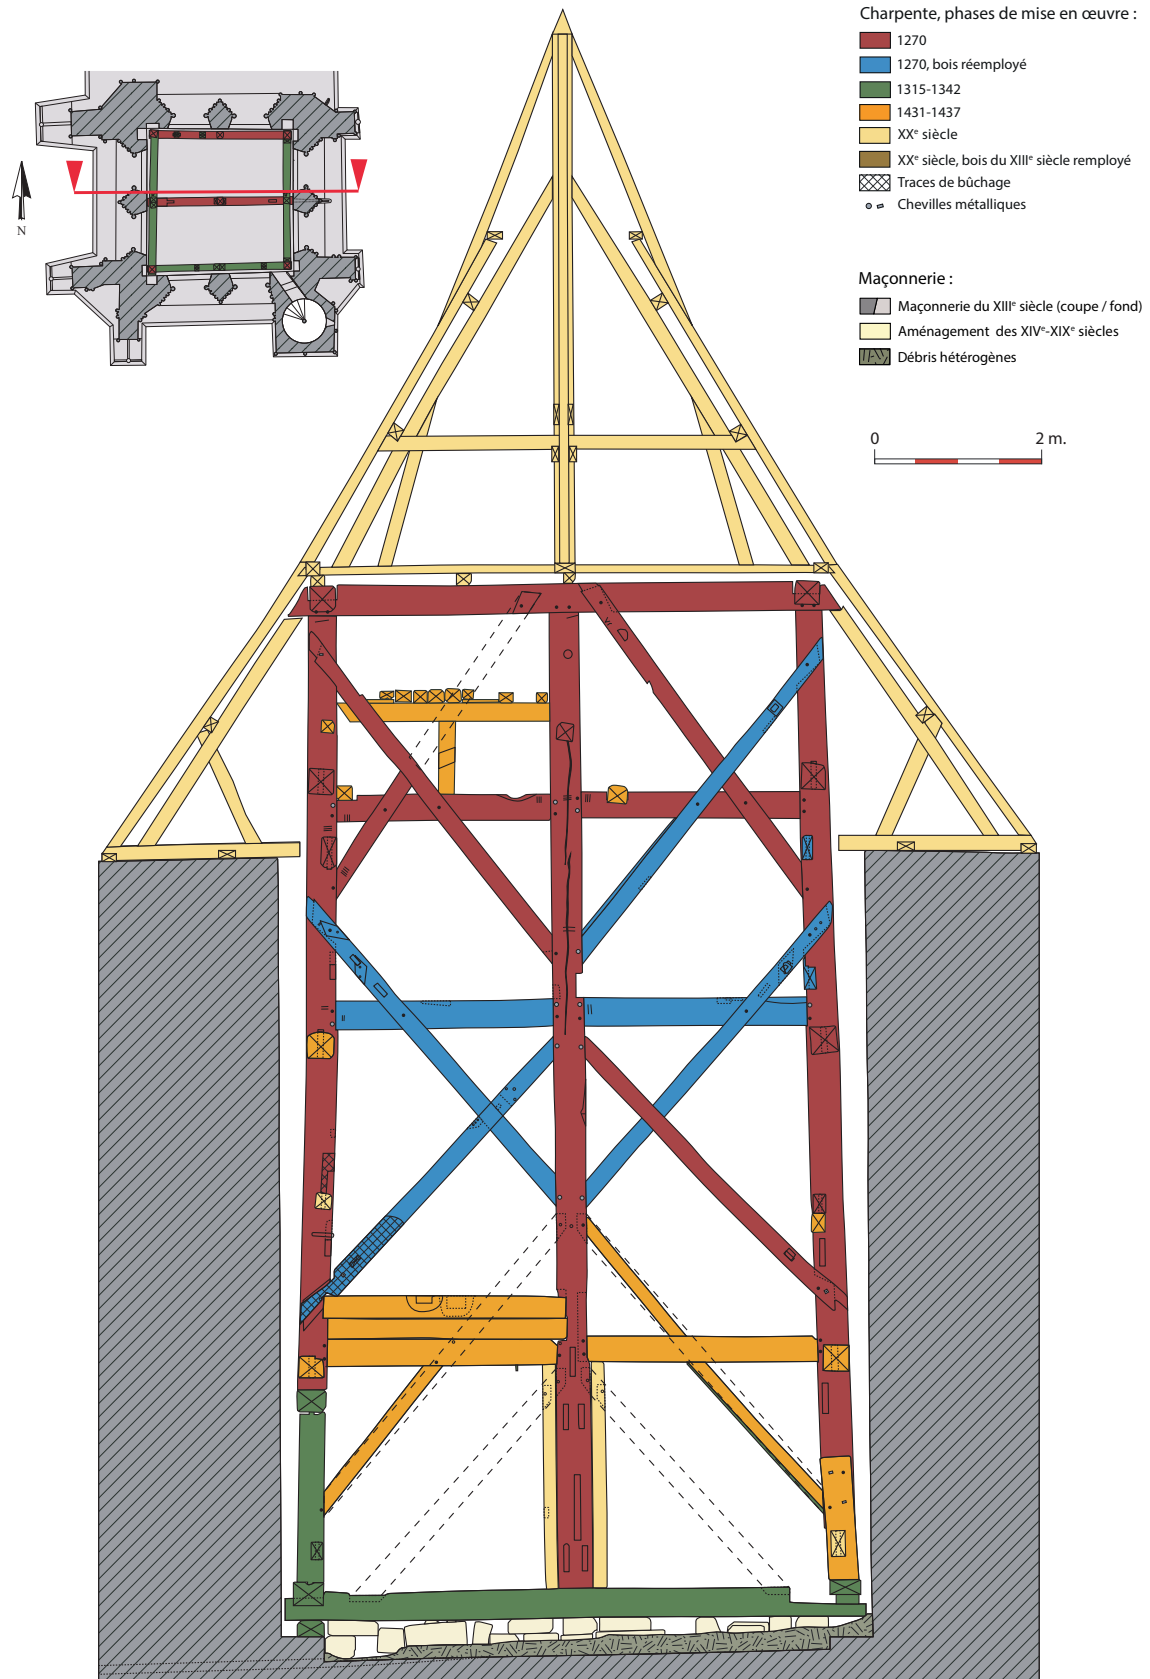 Charpente, phases de mise en œuvre :
1270
1270, bois réemployé
1315-1342
1431-1437
XXe siècle
XXe siècle, bois du XIIIe siècle remployé
Traces de bûchage
Chevilles métalliques
N
Maçonnerie :
Maçonnerie du XIIIe siècle (coupe / fond)
Aménagement des XIVe-XIXe siècles
Débris hétérogènes
0 2 m.